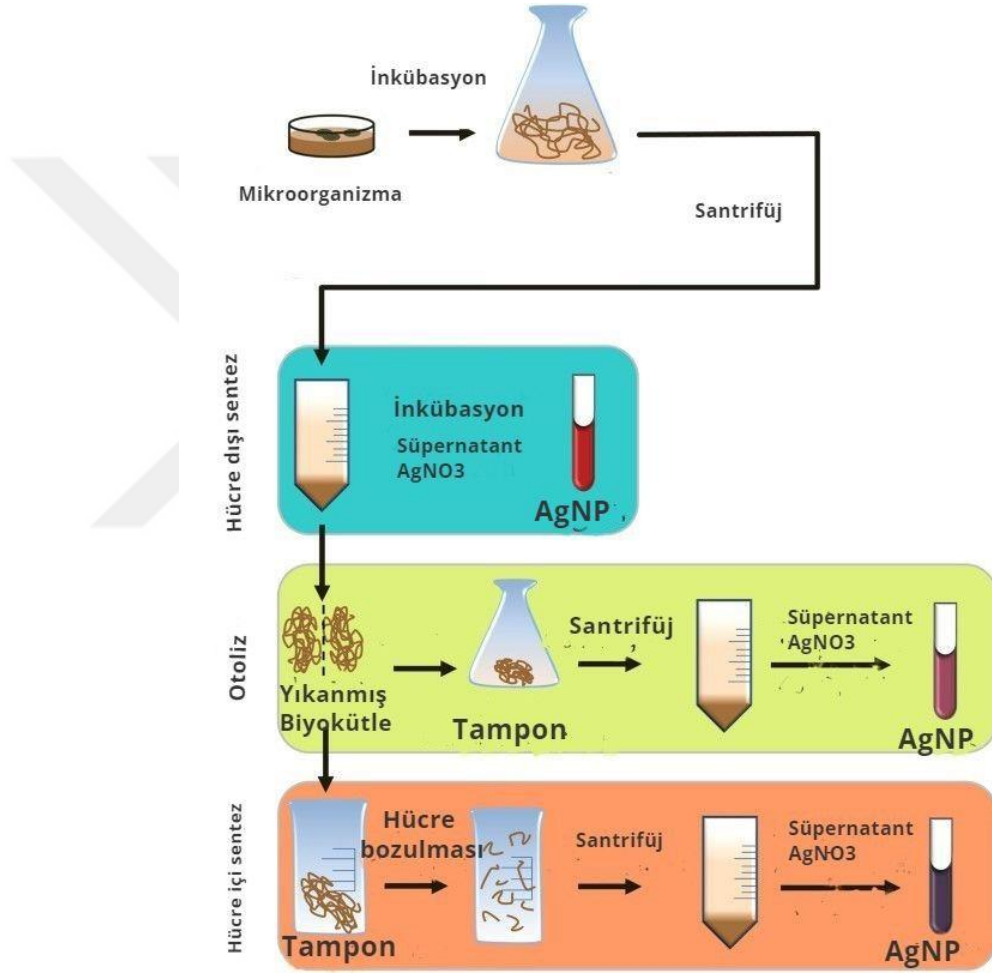 İnkübasyon
Mikroorganizma
Santrifüj
Hücre dışı sentez
İnkübasyon
Süpernatant
AgNO3
AgNP
Otoliz
Yıkanmış
Biyokütle
Tampon
Santrifüj
Süpernatant
AgNO3
AgNP
Hücre içi sentez
Tampon
Hücre
bozulması
Santrifüj
Süpernatant
AgNO3
AgNP